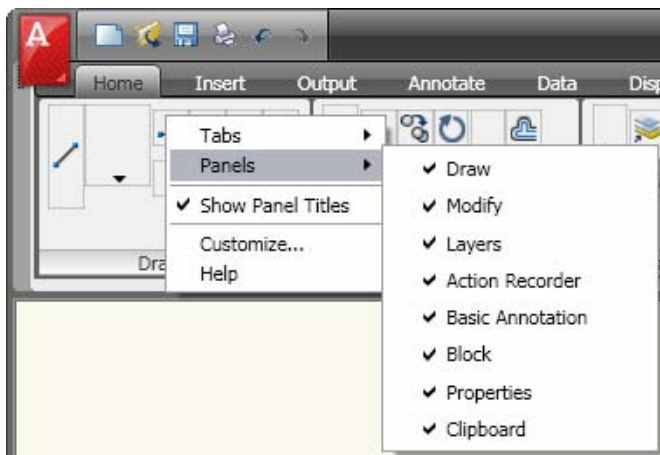 A
Home Insert Output Annotate Data Disp
Tabs
Panels
Show Panel Titles
Customize...
Help
Draw
Modify
Layers
Action Recorder
Basic Annotation
Block
Properties
Clipboard
Dra